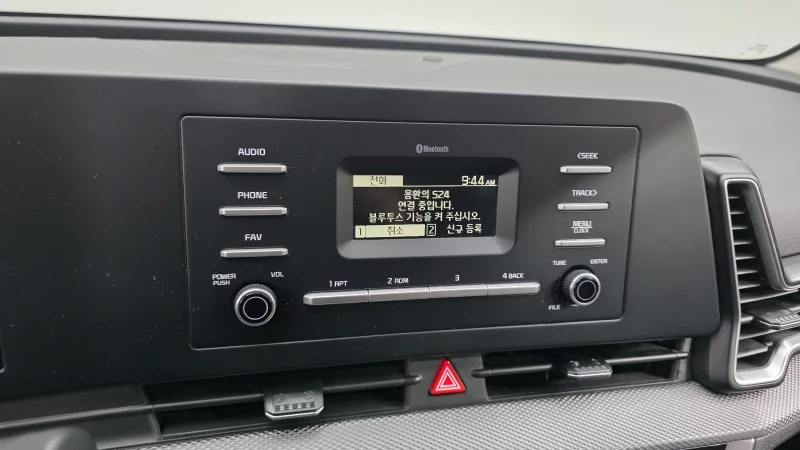 Bluetooth
AUDIO
PHONE
FAV
POWER
PUSH
VOL
전화 9:44 AM
용환의 S24
연결 중입니다.
블루투스 기능을 켜 주십시오.
1 취소 2 신규 등록
1 RPT 2 RDM 3 4 BACK
<SEEK
TRACK>
MENU
CLOCK
TUNE ENTER
FILE